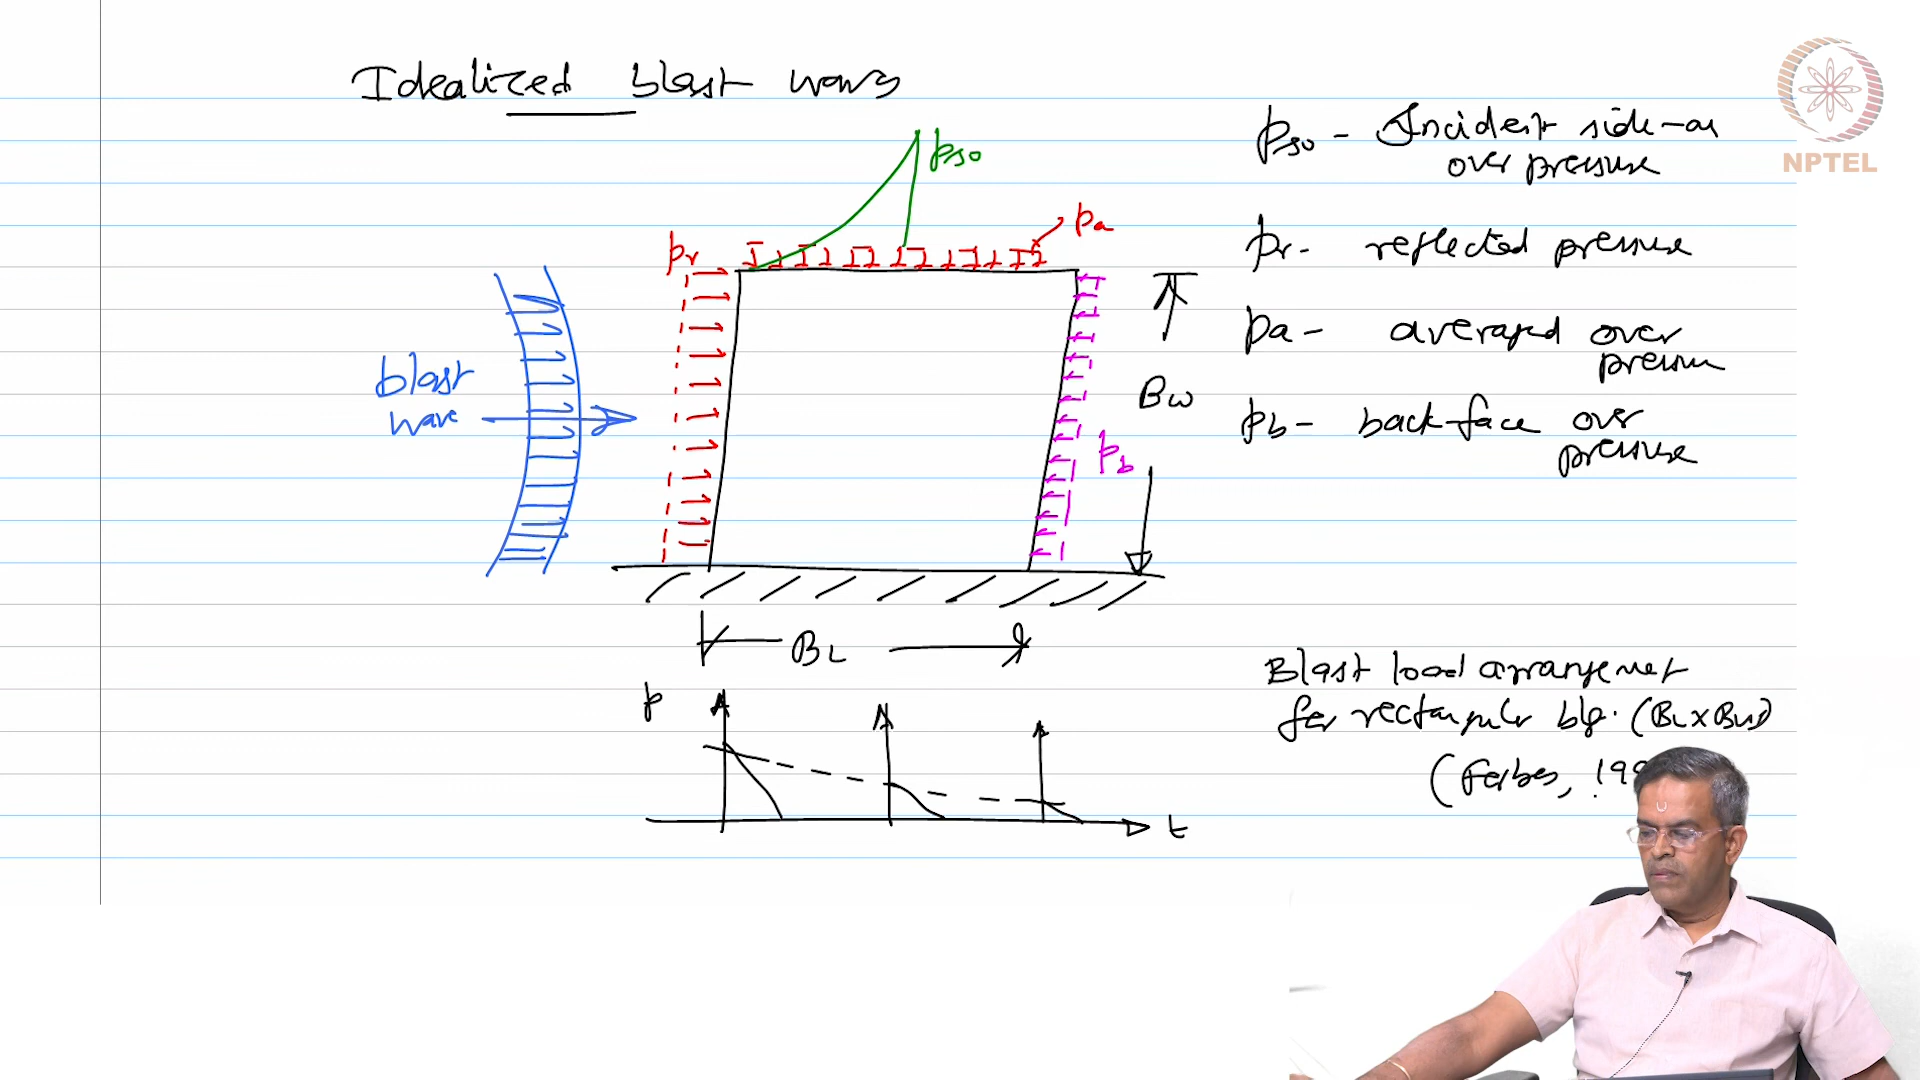 Idealized blast wave
pso
pso - Incident side-on
over pressure
NPTEL
pr
pa
pr - reflected pressure
blast
wave
pa - averaged over
pressure
Bw
pb - back-face over
pressure
pb
BL
Blast load arrangement
for rectangular bldg. (BL x Bw)
(Forbes, 199
p
t